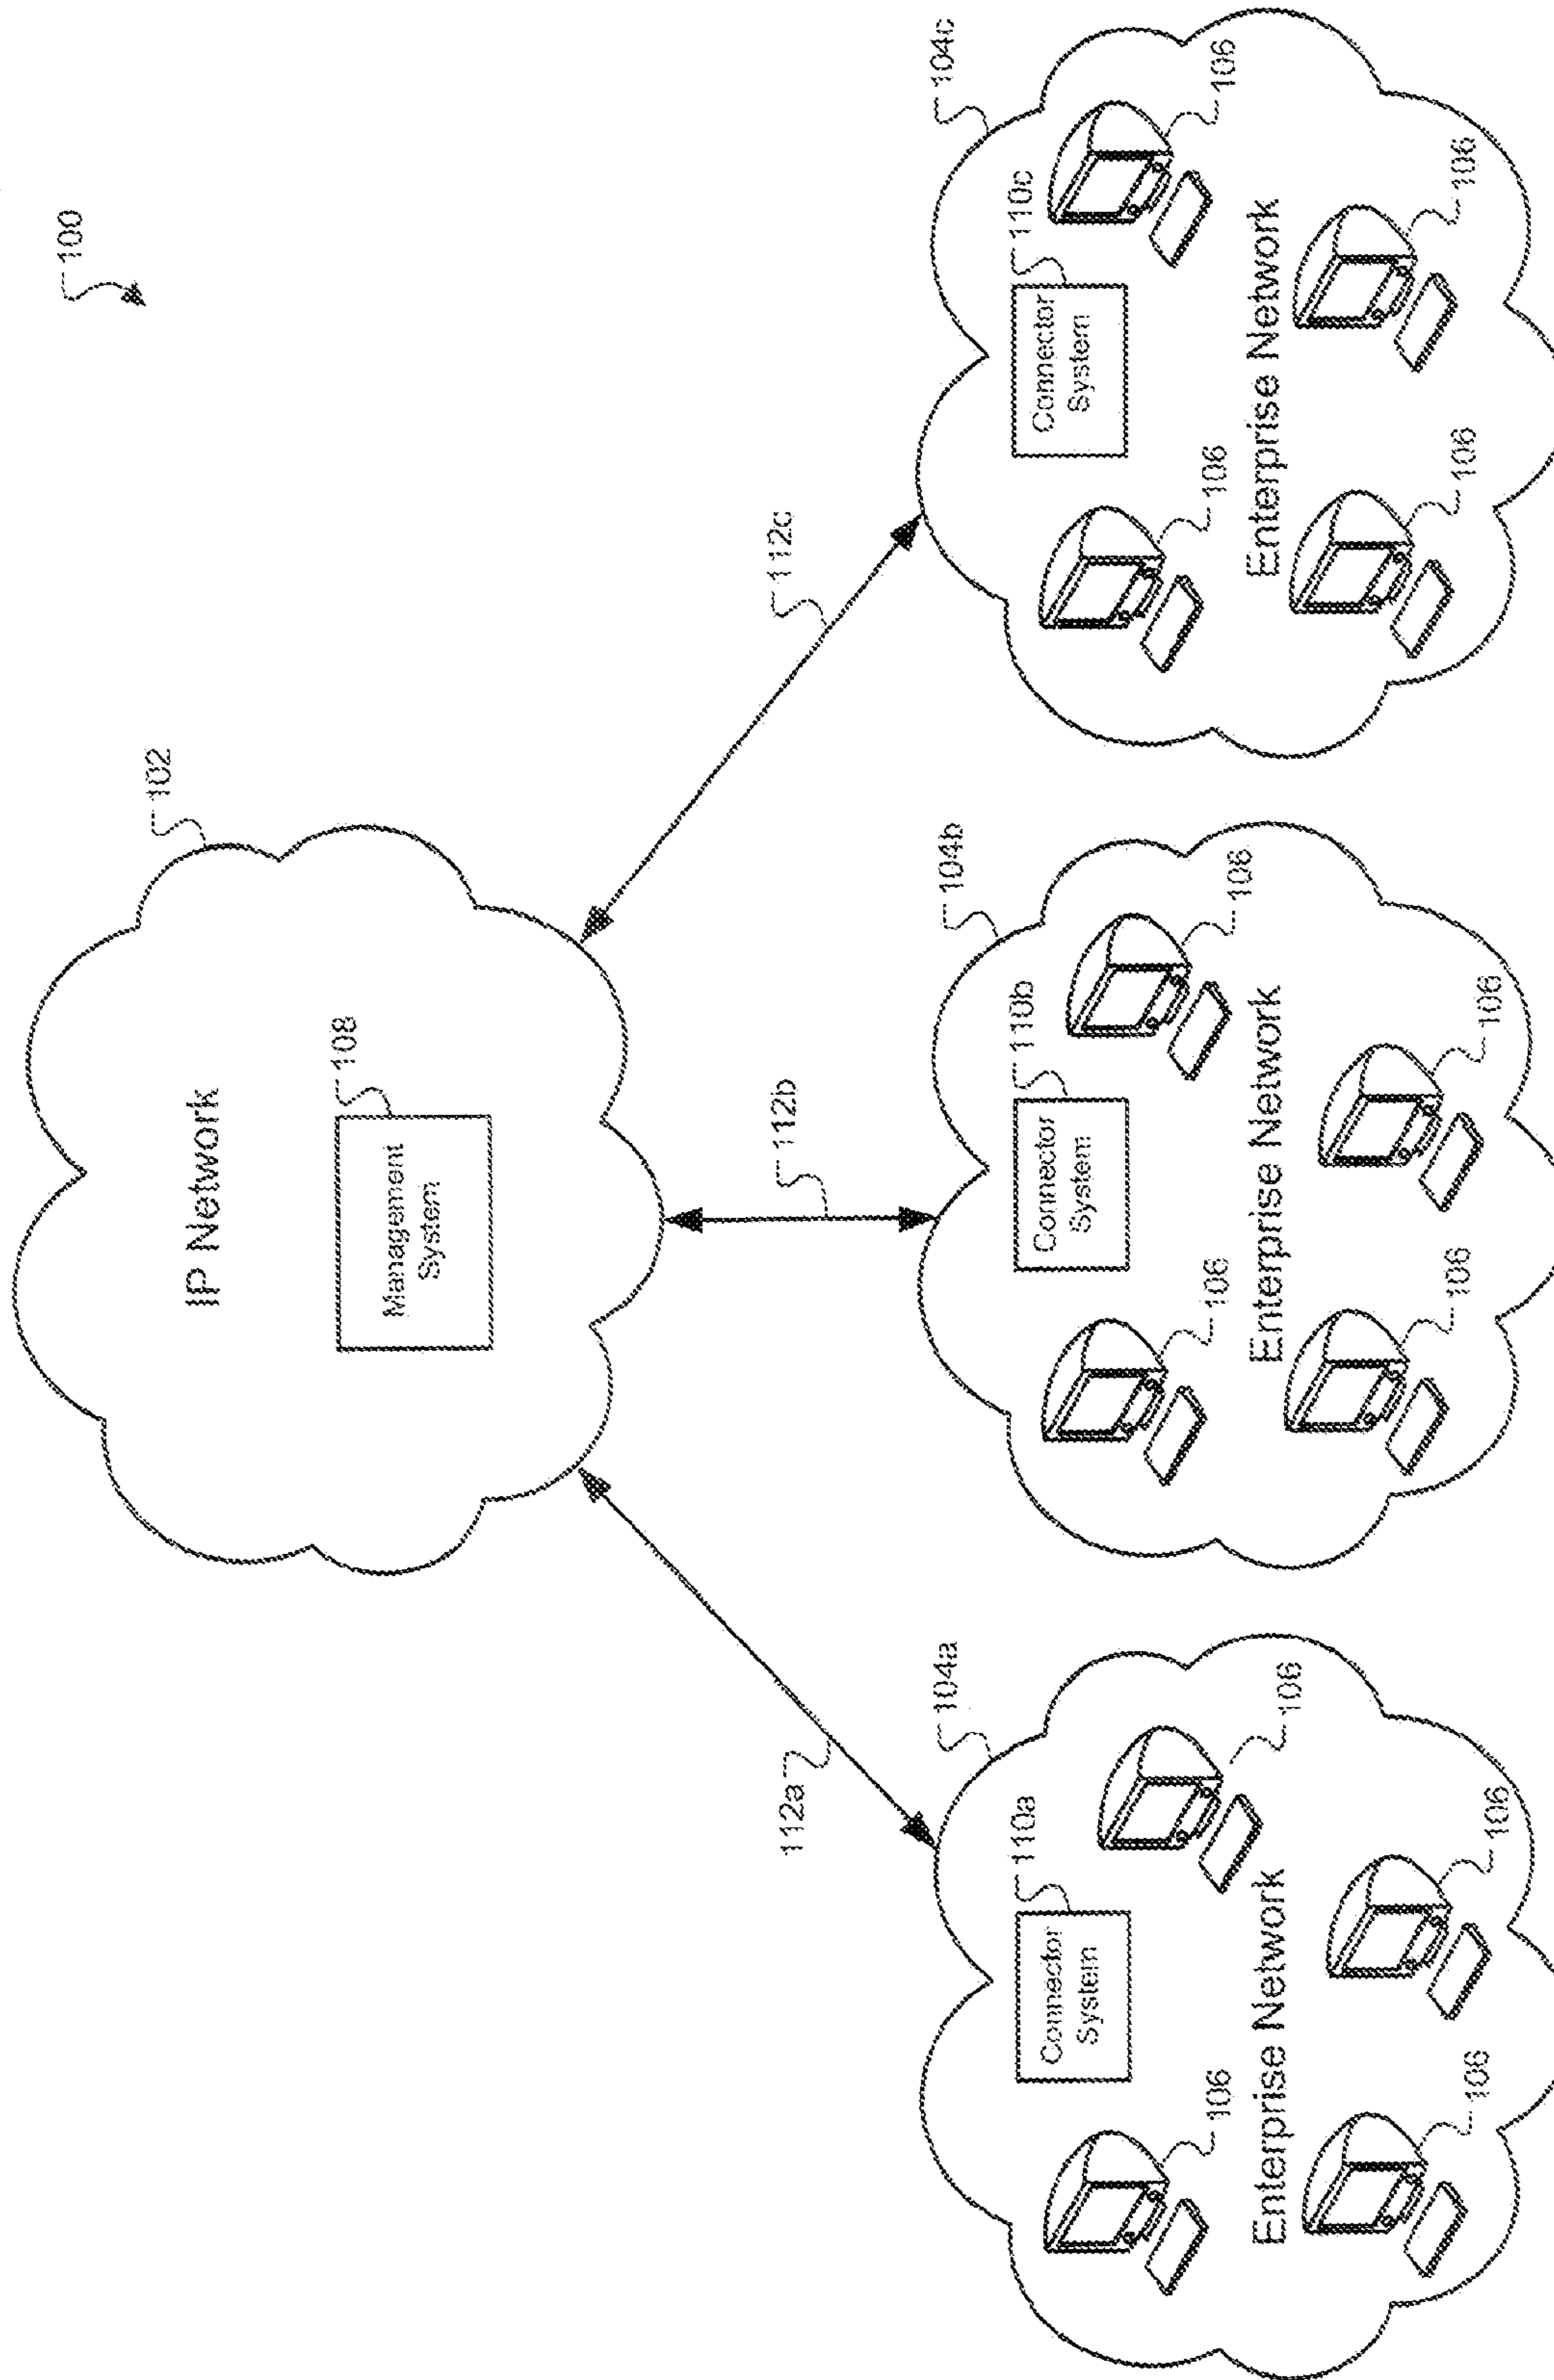 100
102
IP Network
108
Management
System
112a
112b
112c
104a
110a
Connector
System
106
106
Enterprise Network
106
106
104b
110b
Connector
System
106
106
Enterprise Network
106
106
104c
110c
Connector
System
106
106
Enterprise Network
106
106